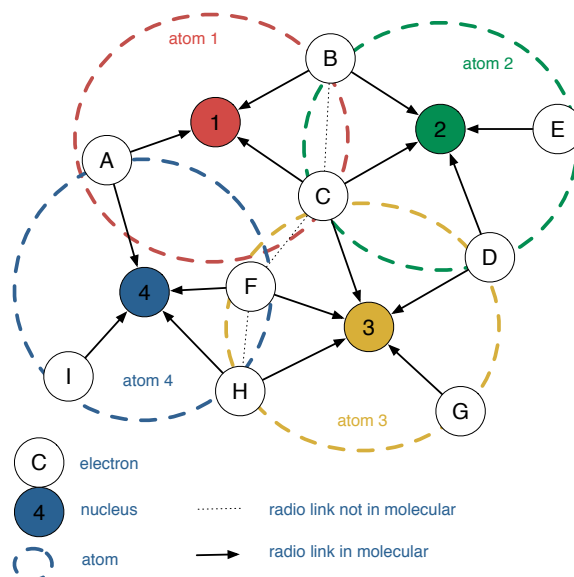 atom 1
B
atom 2
1
2
E
A
C
D
F
4
3
I
atom 4
H
G
atom 3
C
electron
4
nucleus
radio link not in molecular
atom
radio link in molecular